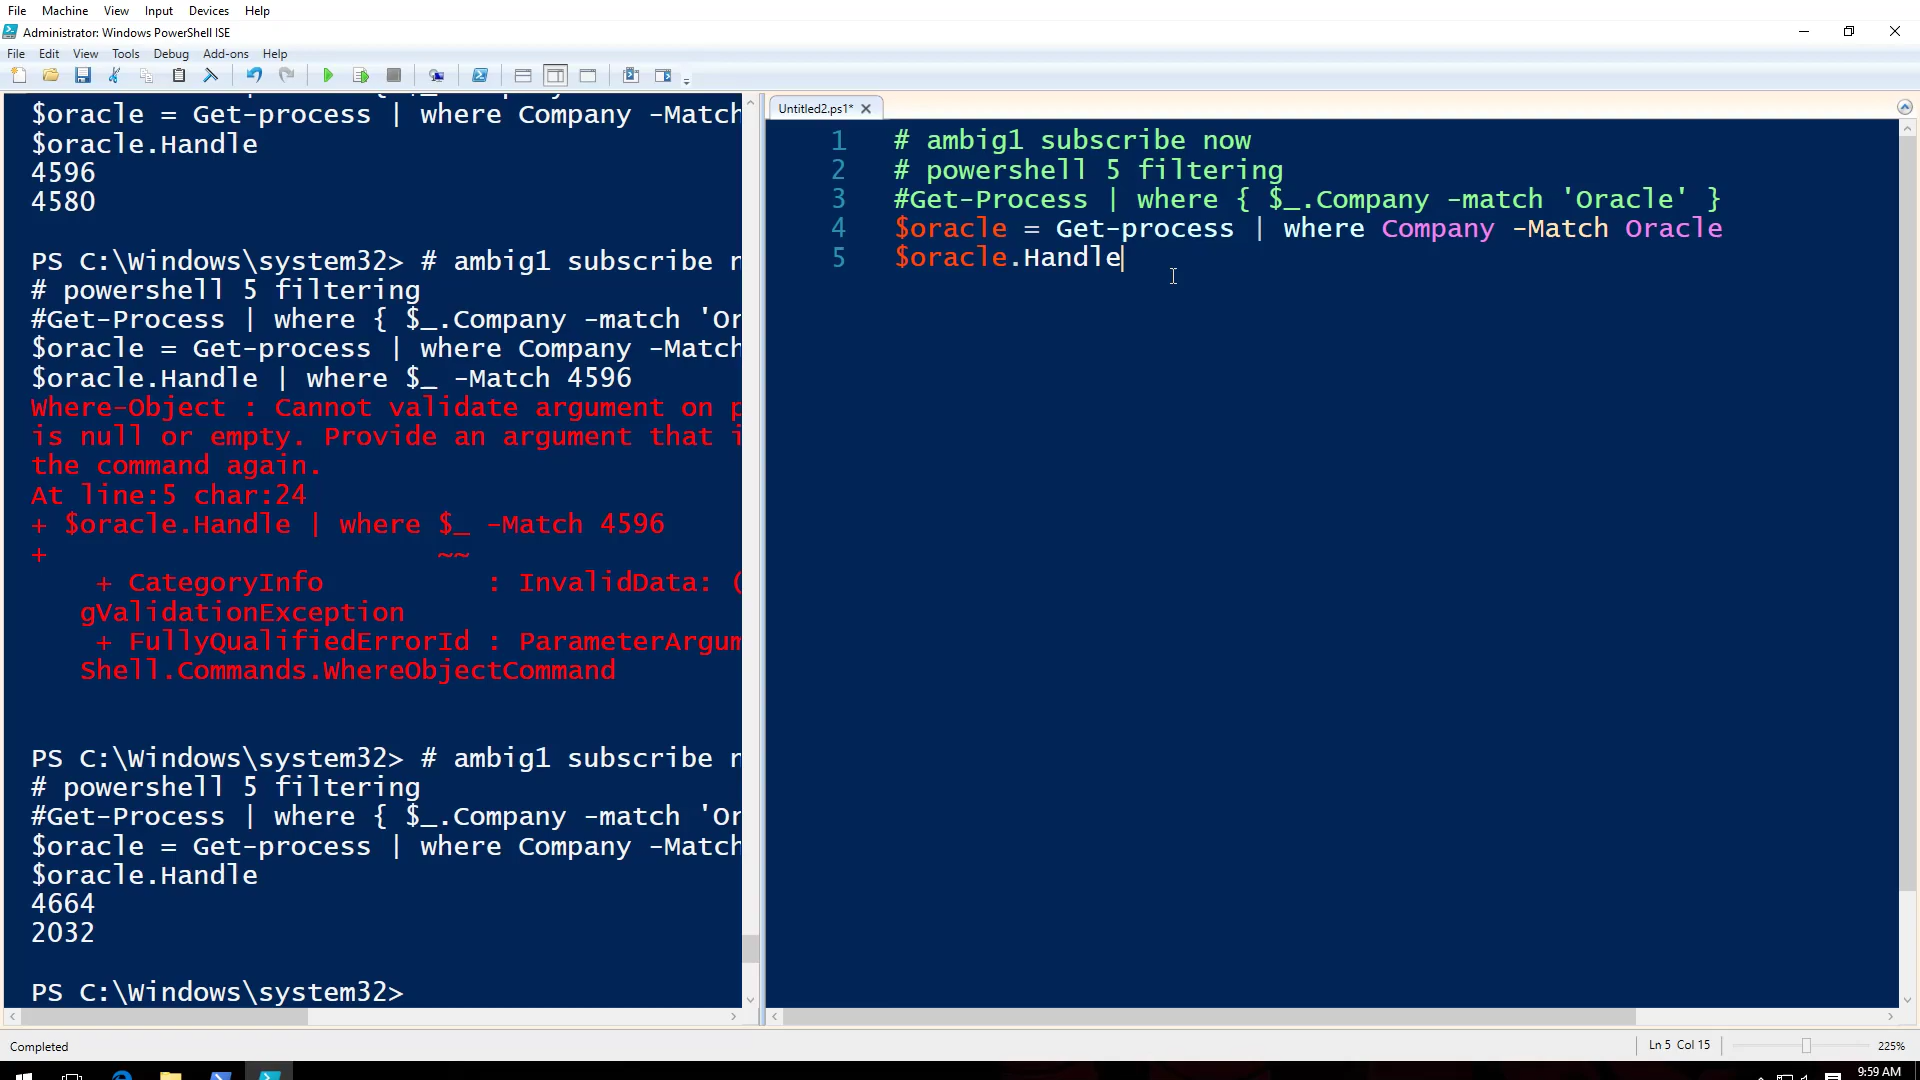 File Machine View Input Devices Help
Administrator: Windows PowerShell ISE
File Edit View Tools Debug Add-ons Help
$oracle = Get-process | where Company -Match
$oracle.Handle
4596
4580
PS C:\Windows\system32> # ambig1 subscribe n
# powershell 5 filtering
#Get-Process | where { $_.Company -match 'Or
$oracle = Get-process | where Company -Match
$oracle.Handle | where $_ -Match 4596
Where-Object : Cannot validate argument on p
is null or empty. Provide an argument that i
the command again.
At line:5 char:24
+ $oracle.Handle | where $_ -Match 4596
+ ~~
+ CategoryInfo : InvalidData: (
gValidationException
+ FullyQualifiedErrorId : ParameterArgum
Shell.Commands.WhereObjectCommand
PS C:\Windows\system32> # ambig1 subscribe n
# powershell 5 filtering
#Get-Process | where { $_.Company -match 'Or
$oracle = Get-process | where Company -Match
$oracle.Handle
4664
2032
PS C:\Windows\system32>
Untitled2.ps1*
1 # ambig1 subscribe now
2 # powershell 5 filtering
3 #Get-Process | where { $_.Company -match 'Oracle' }
4 $oracle = Get-process | where Company -Match Oracle
5 $oracle.Handle
Completed
Ln 5 Col 15
225%
9:59 AM